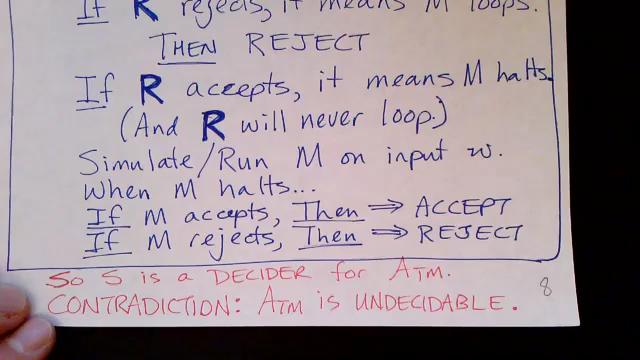 If R rejects, it means M loops.
THEN REJECT
If R accepts, it means M halts.
(And R will never loop.)
Simulate/Run M on input w.
When M halts...
If M accepts, Then ⇒ ACCEPT
If M rejects, Then ⇒ REJECT
So S is a DECIDER for ATM.
CONTRADICTION: ATM is UNDECIDABLE.
8